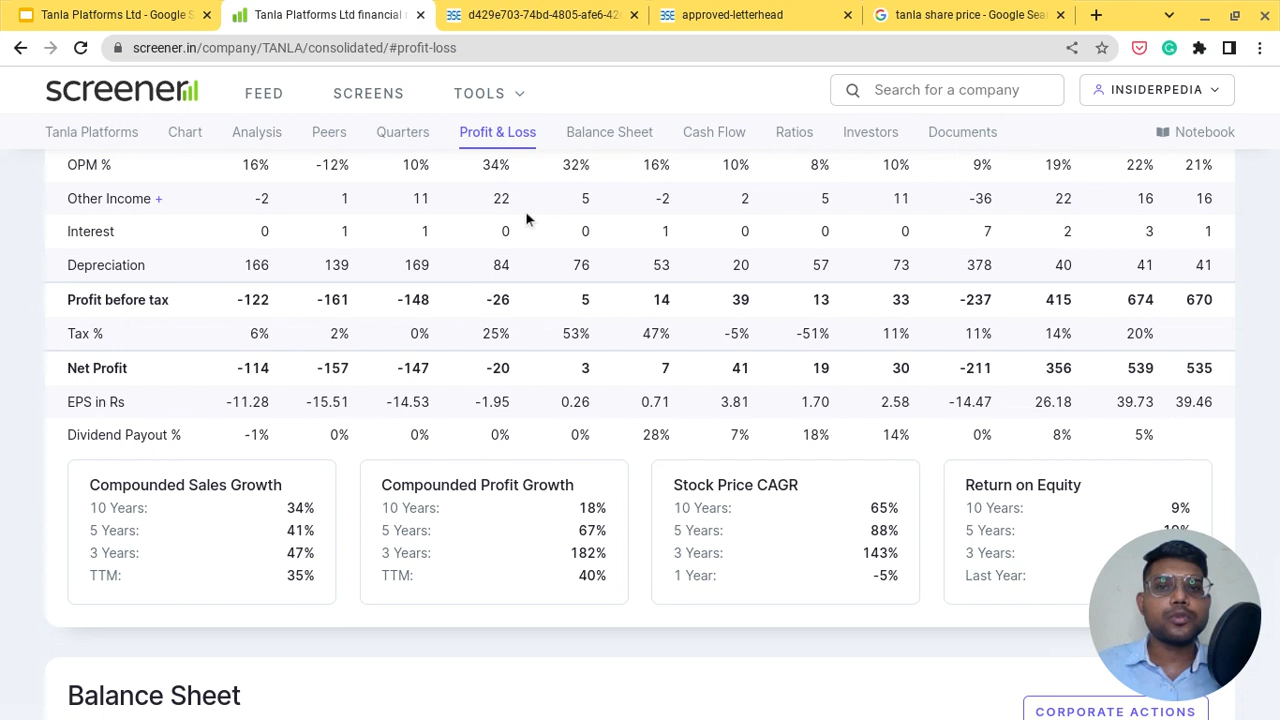 Tanla Platforms Ltd - Google S
Tanla Platforms Ltd financial
d429e703-74bd-4805-afe6-42
approved-letterhead
tanla share price - Google Sea
screener.in/company/TANLA/consolidated/#profit-loss
screener
FEED
SCREENS
TOOLS
Search for a company
INSIDERPEDIA
Tanla Platforms Chart Analysis Peers Quarters Profit & Loss Balance Sheet Cash Flow Ratios Investors Documents Notebook
OPM % 16% -12% 10% 34% 32% 16% 10% 8% 10% 9% 19% 22% 21%
Other Income + -2 1 11 22 5 -2 2 5 11 -36 22 16 16
Interest 0 1 1 0 0 1 0 0 0 7 2 3 1
Depreciation 166 139 169 84 76 53 20 57 73 378 40 41 41
Profit before tax -122 -161 -148 -26 5 14 39 13 33 -237 415 674 670
Tax % 6% 2% 0% 25% 53% 47% -5% -51% 11% 11% 14% 20%
Net Profit -114 -157 -147 -20 3 7 41 19 30 -211 356 539 535
EPS in Rs -11.28 -15.51 -14.53 -1.95 0.26 0.71 3.81 1.70 2.58 -14.47 26.18 39.73 39.46
Dividend Payout % -1% 0% 0% 0% 0% 28% 7% 18% 14% 0% 8% 5%
Compounded Sales Growth
10 Years: 34%
5 Years: 41%
3 Years: 47%
TTM: 35%
Compounded Profit Growth
10 Years: 18%
5 Years: 67%
3 Years: 182%
TTM: 40%
Stock Price CAGR
10 Years: 65%
5 Years: 88%
3 Years: 143%
1 Year: -5%
Return on Equity
10 Years: 9%
5 Years:
3 Years:
Last Year:
Balance Sheet
CORPORATE ACTIONS